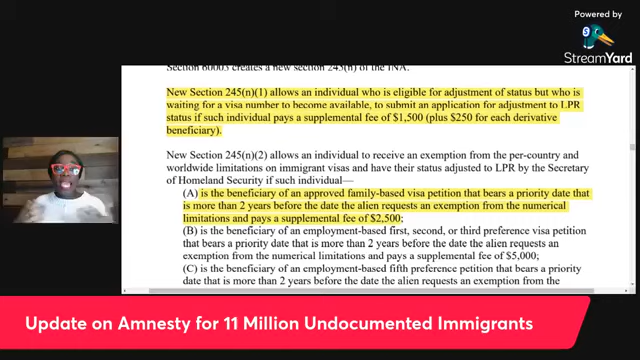 Powered by
StreamYard
Section 60003 creates a new section 245(n) of the INA.
New Section 245(n)(1) allows an individual who is eligible for adjustment of status but who is
waiting for a visa number to become available, to submit an application for adjustment to LPR
status if such individual pays a supplemental fee of $1,500 (plus $250 for each derivative
beneficiary).
New Section 245(n)(2) allows an individual to receive an exemption from the per-country and
worldwide limitations on immigrant visas and have their status adjusted to LPR by the Secretary
of Homeland Security if such individual:
(A) is the beneficiary of an approved family-based visa petition that bears a priority date that
is more than 2 years before the date the alien requests an exemption from the numerical
limitations and pays a supplemental fee of $2,500;
(B) is the beneficiary of an employment-based first, second, or third preference visa petition
that bears a priority date that is more than 2 years before the date the alien requests an
exemption from the numerical limitations and pays a supplemental fee of $5,000;
(C) is the beneficiary of an employment-based fifth preference petition that bears a priority
date that is more than 2 years before the date the alien requests an exemption from the
Update on Amnesty for 11 Million Undocumented Immigrants